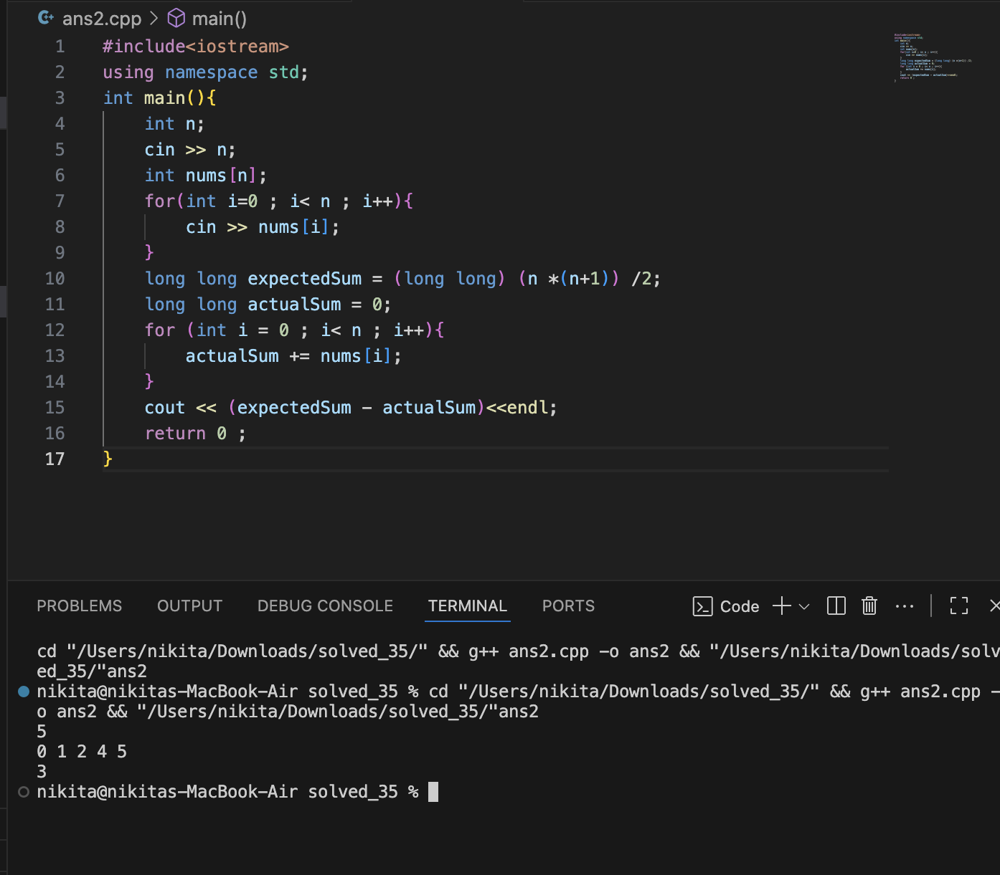 ans2.cpp > main()
1 #include<iostream>
2 using namespace std;
3 int main(){
4     int n;
5     cin >> n;
6     int nums[n];
7     for(int i=0 ; i< n ; i++){
8         cin >> nums[i];
9     }
10     long long expectedSum = (long long) (n *(n+1)) /2;
11     long long actualSum = 0;
12     for (int i = 0 ; i< n ; i++){
13         actualSum += nums[i];
14     }
15     cout << (expectedSum - actualSum)<<endl;
16     return 0 ;
17 }
PROBLEMS OUTPUT DEBUG CONSOLE TERMINAL PORTS Code
cd "/Users/nikita/Downloads/solved_35/" && g++ ans2.cpp -o ans2 && "/Users/nikita/Downloads/solv
ed_35/"ans2
nikita@nikitas-MacBook-Air solved_35 % cd "/Users/nikita/Downloads/solved_35/" && g++ ans2.cpp -
o ans2 && "/Users/nikita/Downloads/solved_35/"ans2
5
0 1 2 4 5
3
nikita@nikitas-MacBook-Air solved_35 %